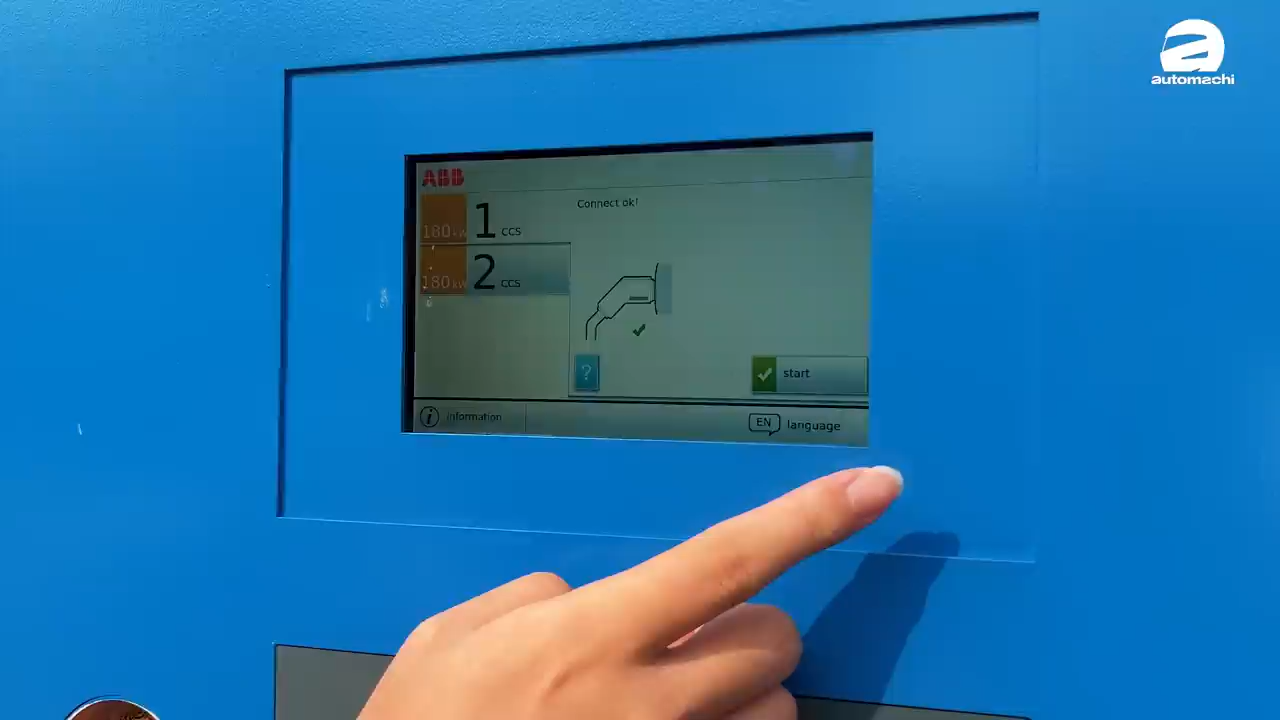 automachi
ABB
180 kW 1 CCS
180 kW 2 CCS
Connect ok!
?
start
information
EN language